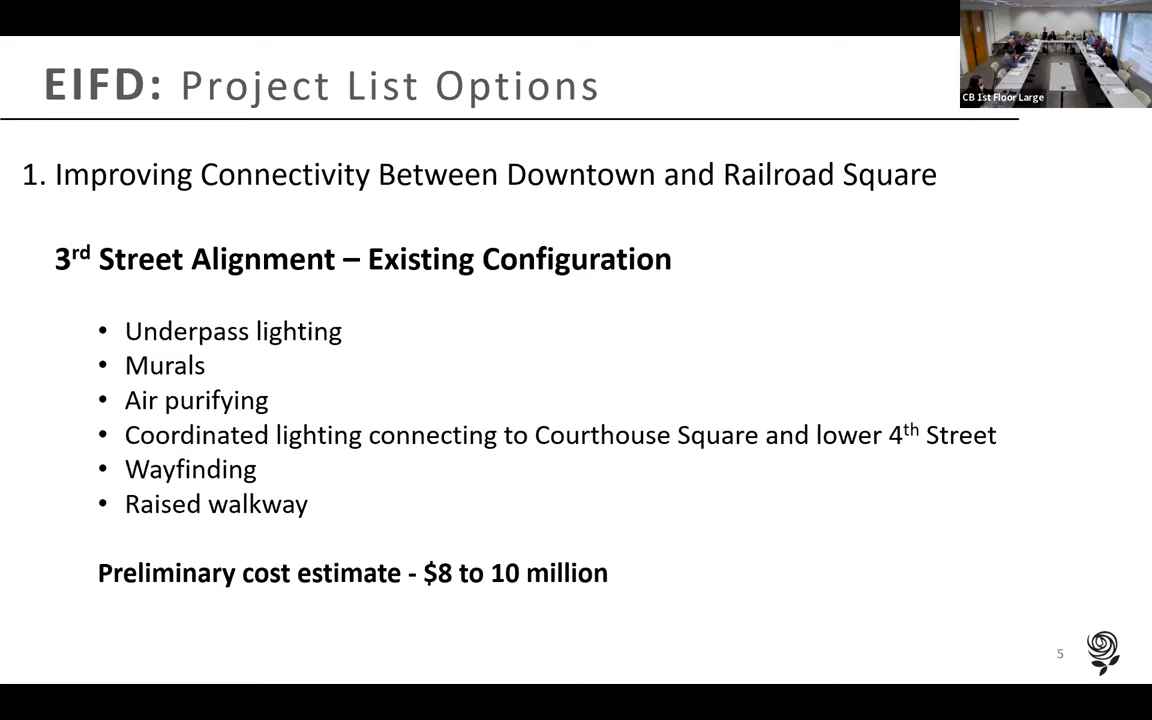 EIFD: Project List Options
CB 1st Floor Large
1. Improving Connectivity Between Downtown and Railroad Square
3rd Street Alignment – Existing Configuration
• Underpass lighting
• Murals
• Air purifying
• Coordinated lighting connecting to Courthouse Square and lower 4th Street
• Wayfinding
• Raised walkway
Preliminary cost estimate - $8 to 10 million
5